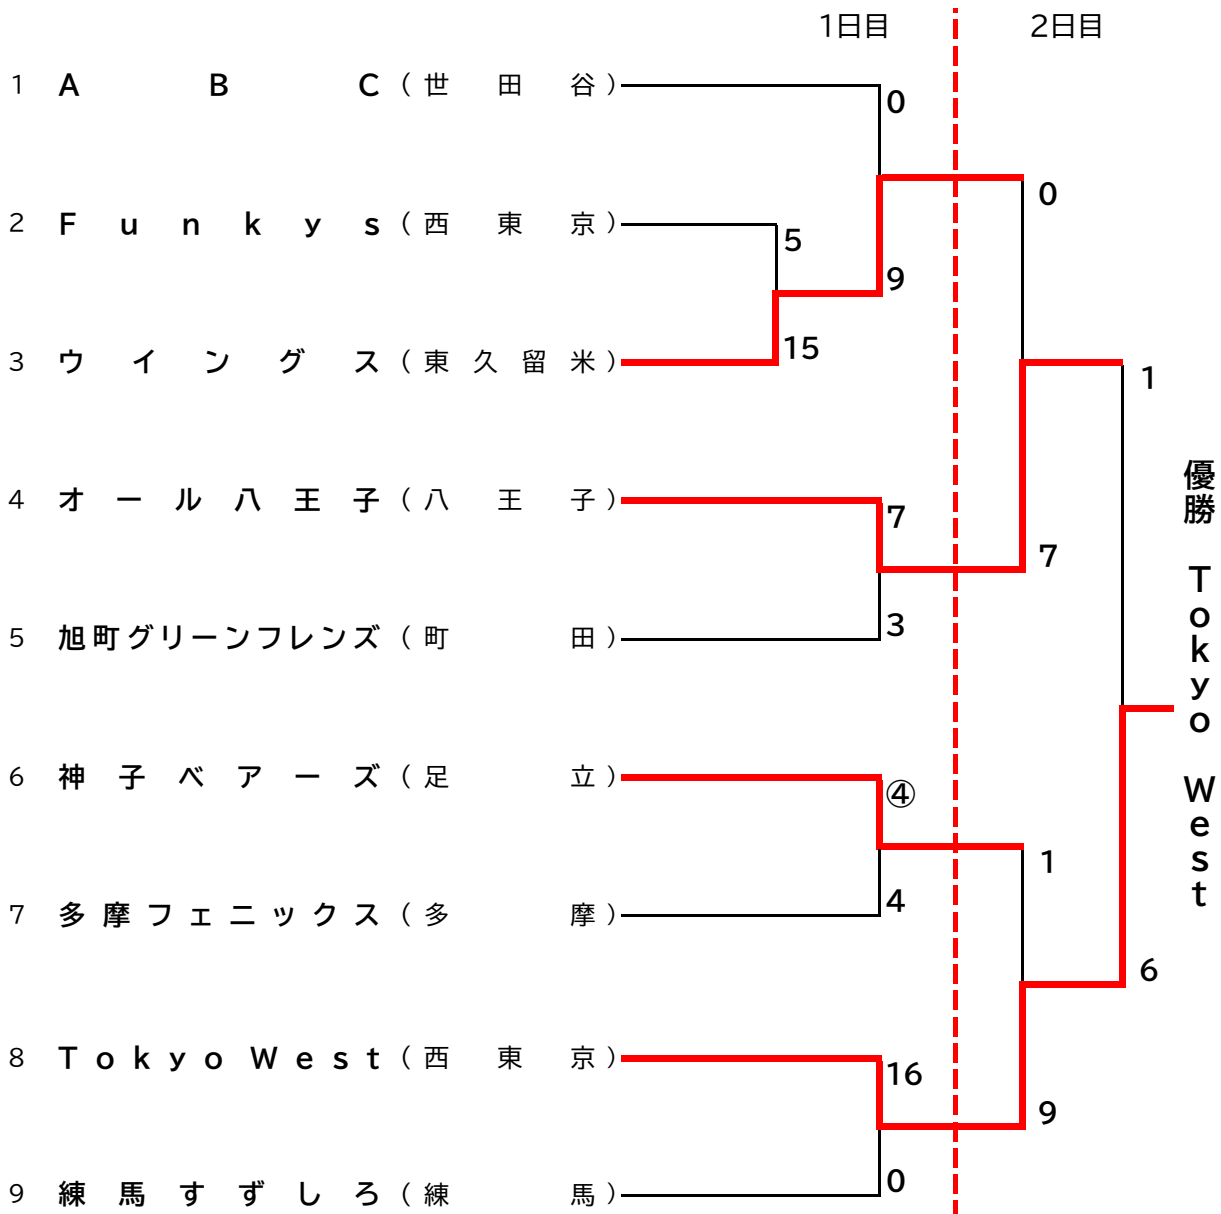 1日目 2日目
1 ABC(世田谷)
0
0
2 Funkys(西東京)
5
9
3 ウイングス(東久留米)
15
1
4 オール八王子(八王子)
7
7
5 旭町グリーンフレンズ(町田)
3
6 神子ベアーズ(足立)
④
1
7 多摩フェニックス(多摩)
4
6
8 Tokyo West(西東京)
16
9
9 練馬すずしろ(練馬)
0
優勝 Tokyo West